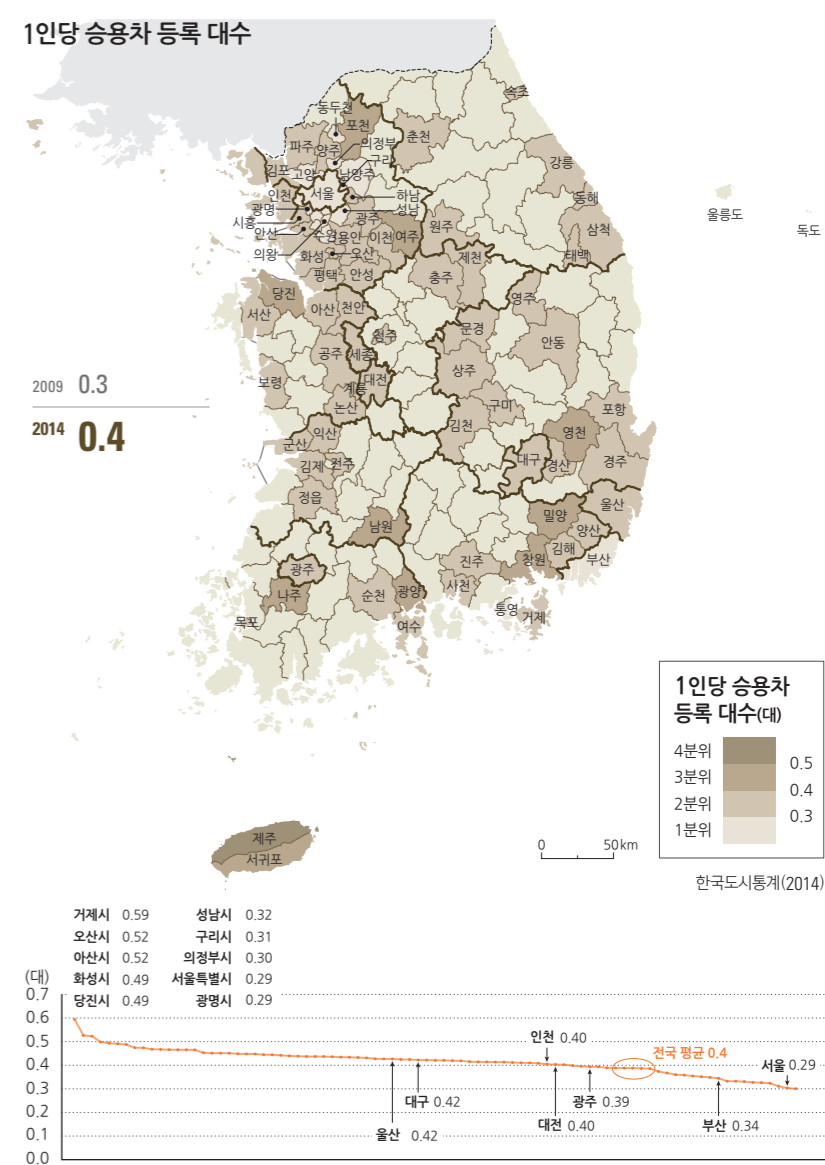 1인당 승용차 등록 대수
속초
동두천
포천
춘천
파주 양주
의정부
강릉
구리
김포 고양
남양주
인천 서울
하남
동해
광명
성남
울릉도
시흥
광주
삼척
독도
안산
수원 용인 이천 여주 원주
의왕
화성
오산
제천
태백
평택 안성
충주
당진
영주
서산
아산 천안
문경
청주
안동
공주 세종
상주
보령
대전
계룡
2009 0.3
논산
구미
포항
2014 0.4
익산
김천
영천
군산
대구
경산
경주
김제 전주
정읍
울산
밀양
남원
양산
김해
진주
창원
부산
광주
나주
순천
광양
사천
통영
거제
목포
여수
1인당 승용차
등록 대수(대)
4분위
0.5
3분위
0.4
2분위
0.3
1분위
0 50km
제주
서귀포
한국도시통계(2014)
거제시 0.59 성남시 0.32
오산시 0.52 구리시 0.31
아산시 0.52 의정부시 0.30
화성시 0.49 서울특별시 0.29
당진시 0.49 광명시 0.29
(대)
0.7
0.6
0.5
인천 0.40
전국 평균 0.4
서울 0.29
0.4
0.3
대구 0.42
광주 0.39
0.2
울산 0.42
대전 0.40
부산 0.34
0.1
0.0